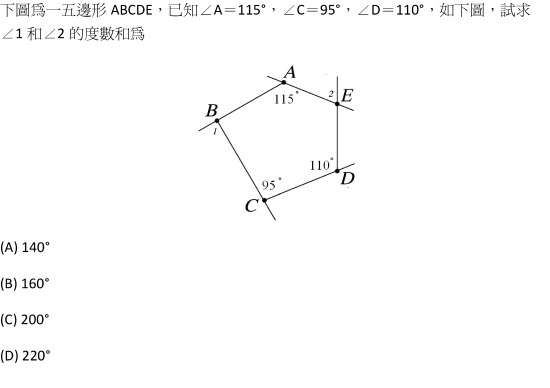 下圖為一五邊形 ABCDE，已知∠A＝115°，∠C＝95°，∠D＝110°，如下圖，試求
∠1 和∠2 的度數和為
A
115°
2
E
B
1
110°
D
95°
C
(A) 140°
(B) 160°
(C) 200°
(D) 220°